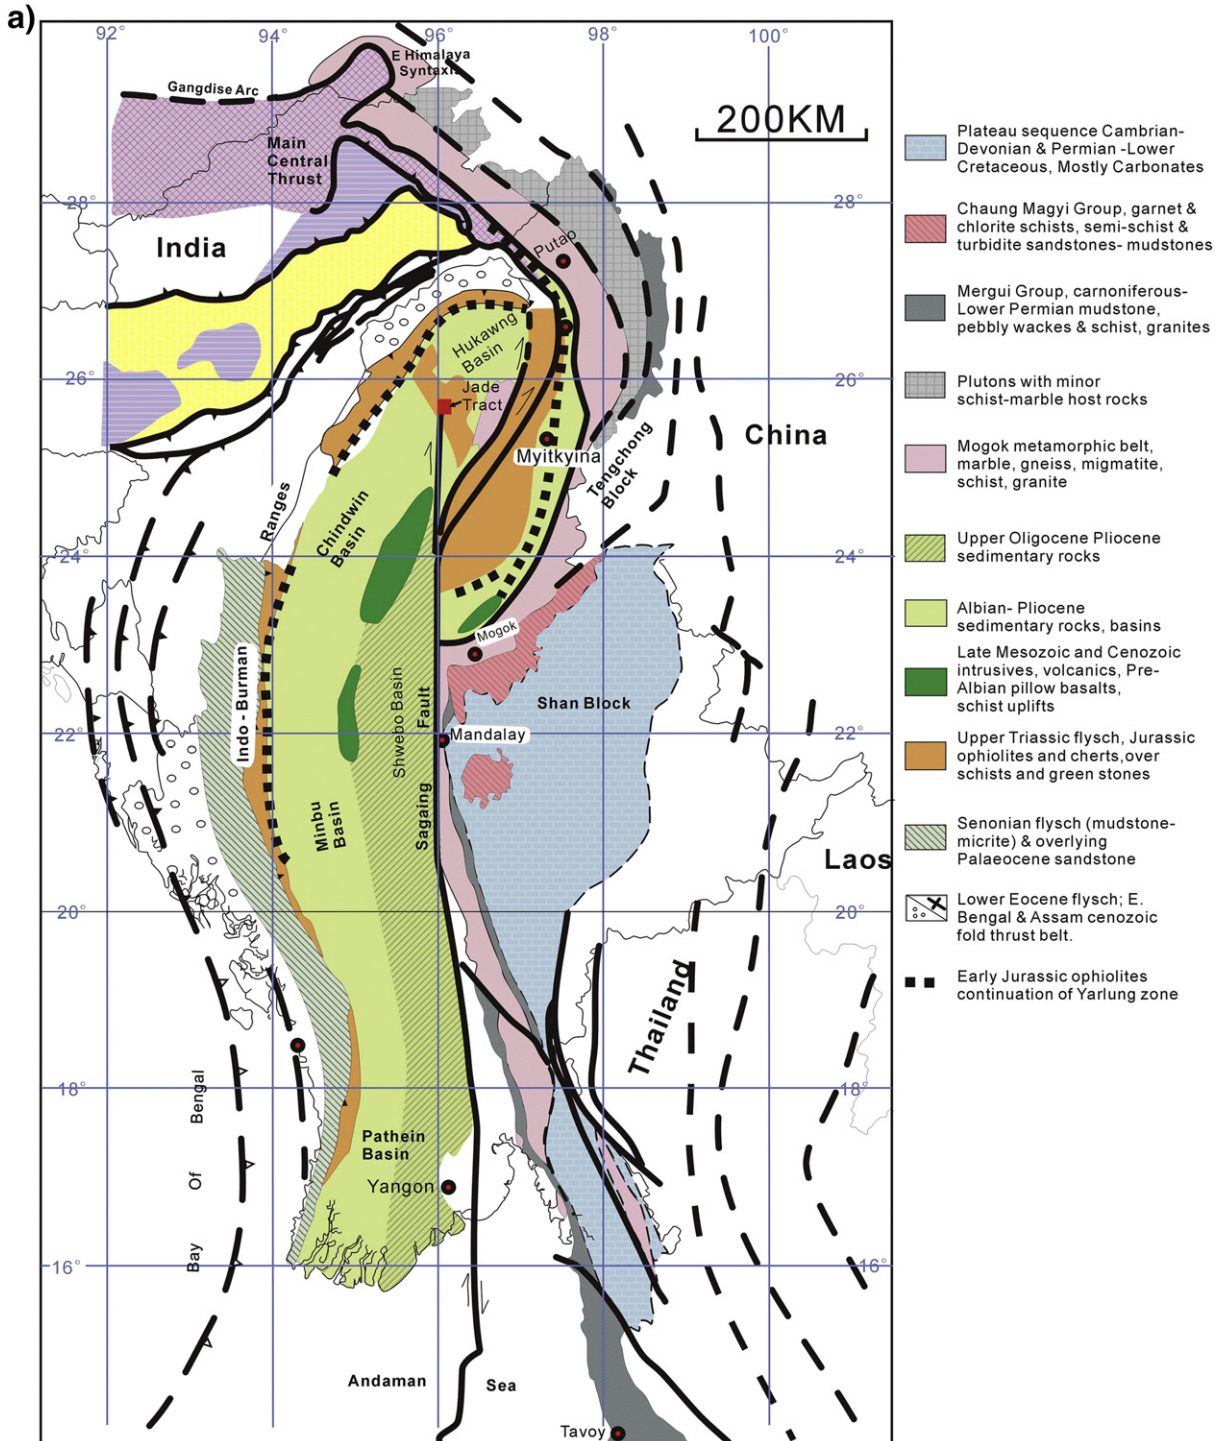 a)
92°
94°
96°
98°
100°
E Himalaya
Syntaxis
Gangdise Arc
200KM
Main
Central
Thrust
28°
28°
India
Putao
Hukawng
Basin
26°
26°
Jade
Tract
China
Myitkyina
Tengchong
Block
Ranges
Chindwin
Basin
24°
24°
Mogok
Indo-Burman
Shwebo Basin
Fault
Shan Block
22°
22°
Mandalay
Minbu
Basin
Sagaing
Laos
20°
20°
Thailand
18°
18°
Bengal
Of
Bay
Pathein
Basin
Yangon
16°
16°
Andaman
Sea
Tavoy
Plateau sequence Cambrian-
Devonian & Permian -Lower
Cretaceous, Mostly Carbonates
Chaung Magyi Group, garnet &
chlorite schists, semi-schist &
turbidite sandstones- mudstones
Mergui Group, carnoniferous-
Lower Permian mudstone,
pebbly wackes & schist, granites
Plutons with minor
schist-marble host rocks
Mogok metamorphic belt,
marble, gneiss, migmatite,
schist, granite
Upper Oligocene Pliocene
sedimentary rocks
Albian- Pliocene
sedimentary rocks, basins
Late Mesozoic and Cenozoic
intrusives, volcanics, Pre-
Albian pillow basalts,
schist uplifts
Upper Triassic flysch, Jurassic
ophiolites and cherts,over
schists and green stones
Senonian flysch (mudstone-
micrite) & overlying
Palaeocene sandstone
Lower Eocene flysch; E.
Bengal & Assam cenozoic
fold thrust belt.
Early Jurassic ophiolites
continuation of Yarlung zone